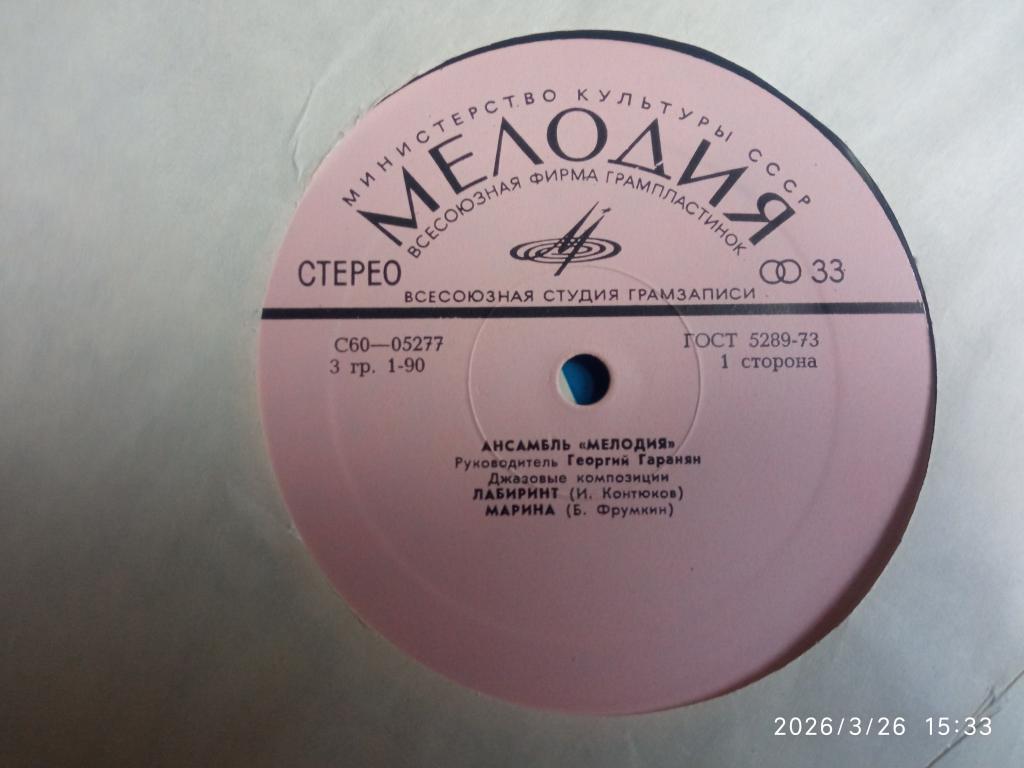 МИНИСТЕРСТВО КУЛЬТУРЫ СССР
МЕЛОДИЯ
ВСЕСОЮЗНАЯ ФИРМА ГРАМПЛАСТИНОК
СТЕРЕО 33
ВСЕСОЮЗНАЯ СТУДИЯ ГРАМЗАПИСИ
С60—05277 ГОСТ 5289-73
3 гр. 1-90 1 сторона
АНСАМБЛЬ «МЕЛОДИЯ»
Руководитель Георгий Гаранян
Джазовые композиции
ЛАБИРИНТ (И. Контюков)
МАРИНА (Б. Фрумкин)
2026/3/26 15:33